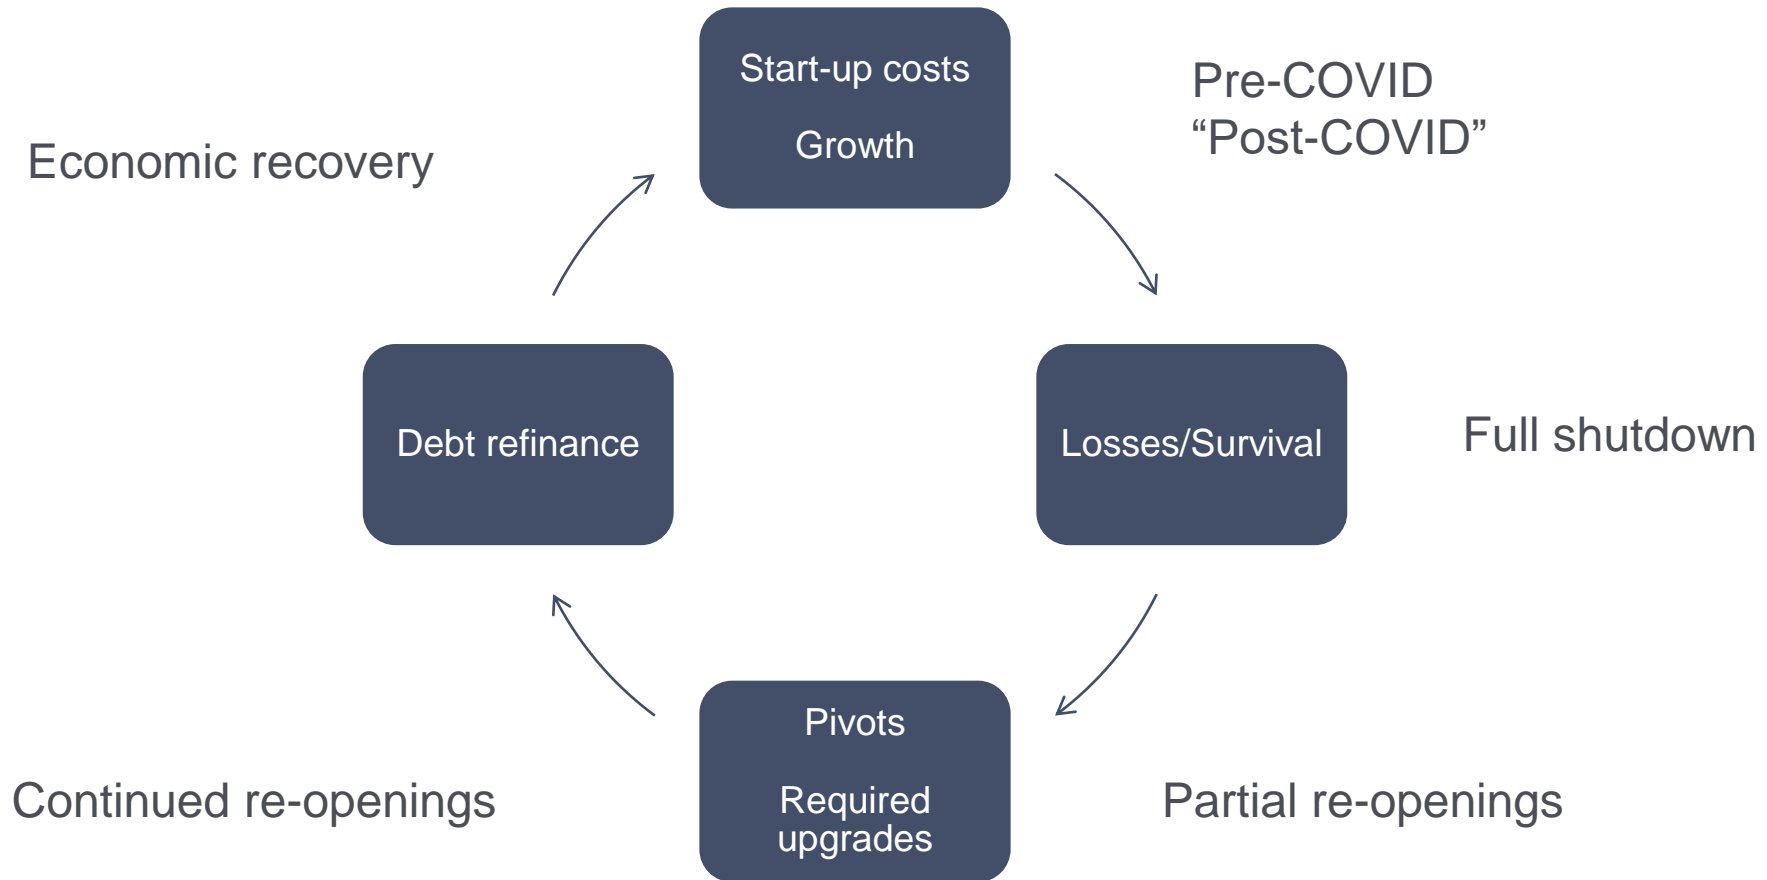 Start-up costs
Growth
Pre-COVID
“Post-COVID”
Economic recovery
Debt refinance
Losses/Survival
Full shutdown
Pivots
Required
upgrades
Continued re-openings
Partial re-openings